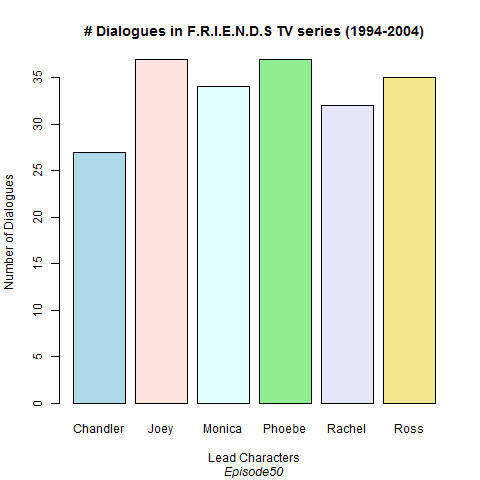 # Dialogues in F.R.I.E.N.D.S TV series (1994-2004)
Number of Dialogues
35
30
25
20
15
10
5
0
Chandler Joey Monica Phoebe Rachel Ross
Lead Characters
Episode50